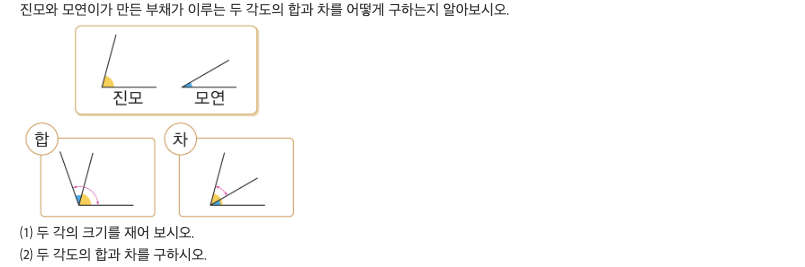 진모와 모연이가 만든 부채가 이루는 두 각도의 합과 차를 어떻게 구하는지 알아보시오.
진모 모연
합 차
(1) 두 각의 크기를 재어 보시오.
(2) 두 각도의 합과 차를 구하시오.